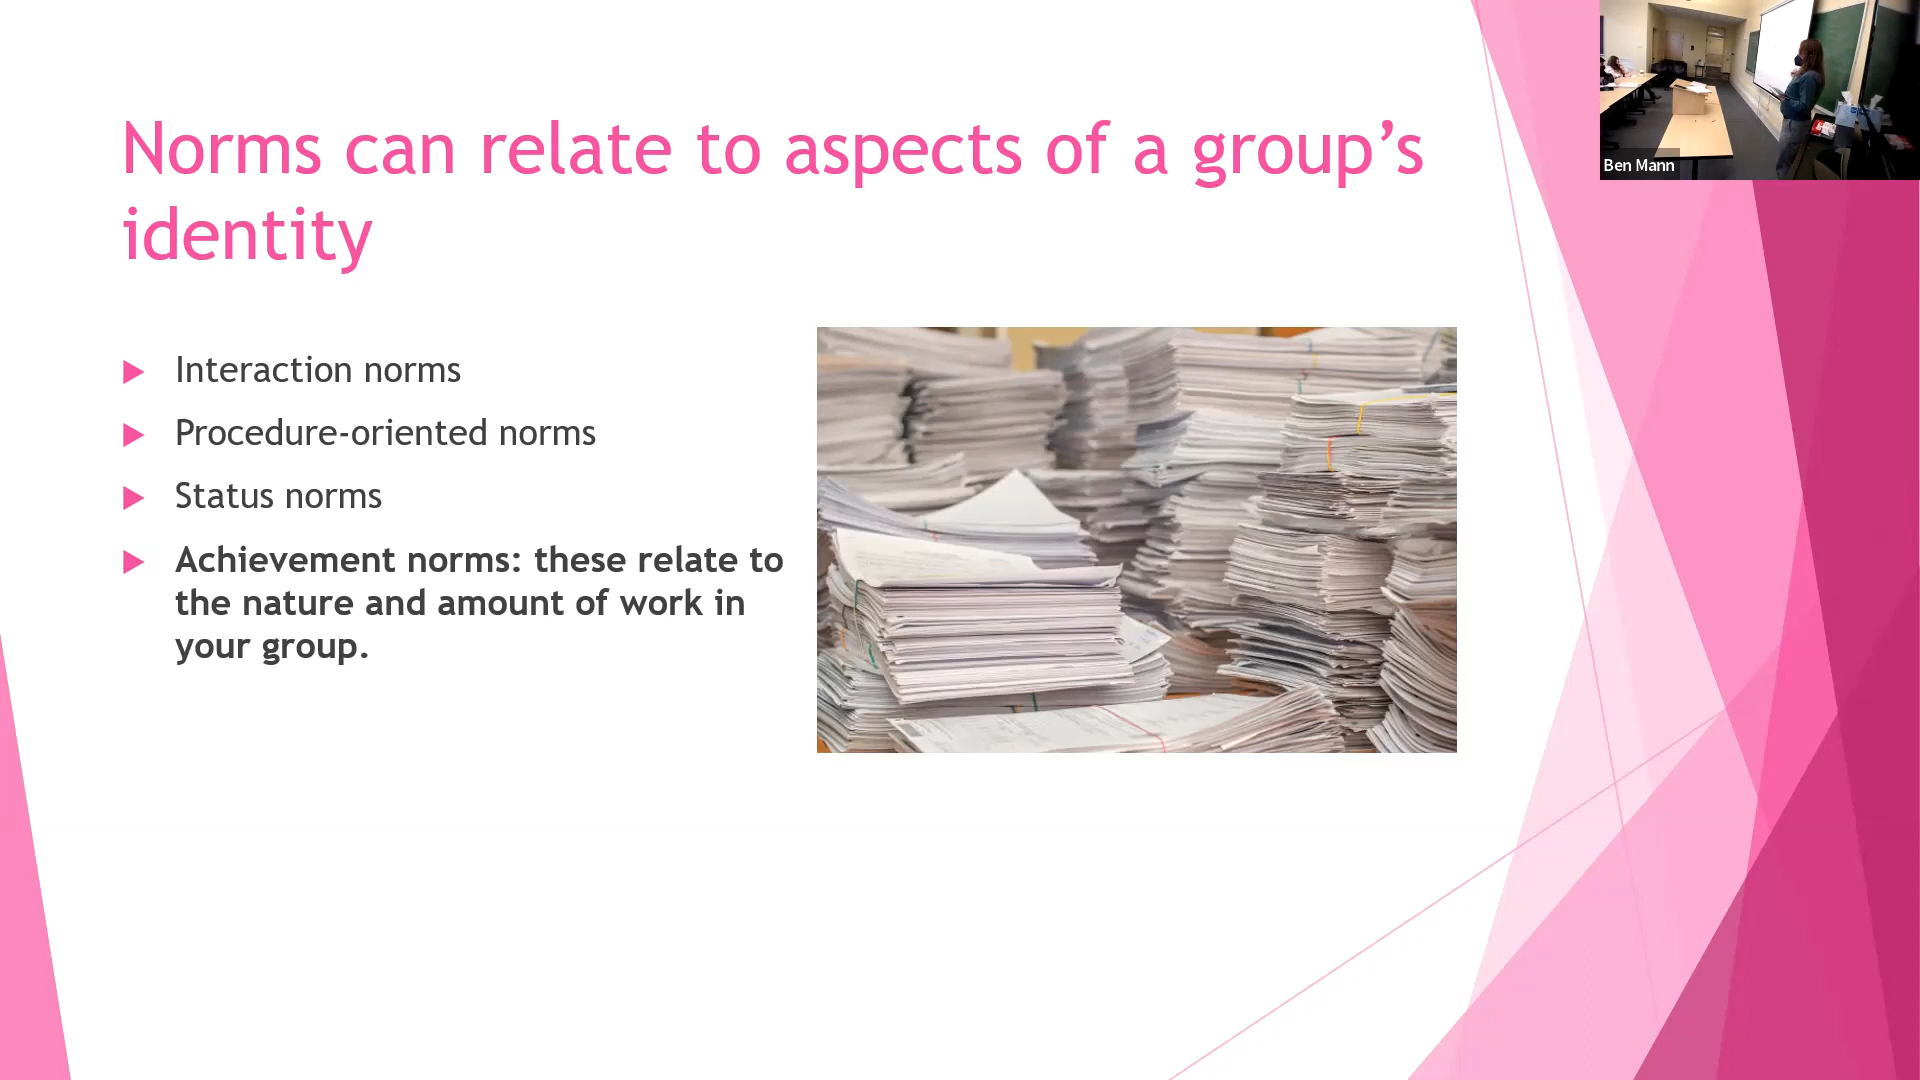 Norms can relate to aspects of a group’s
identity
Interaction norms
Procedure-oriented norms
Status norms
Achievement norms: these relate to
the nature and amount of work in
your group.
Ben Mann